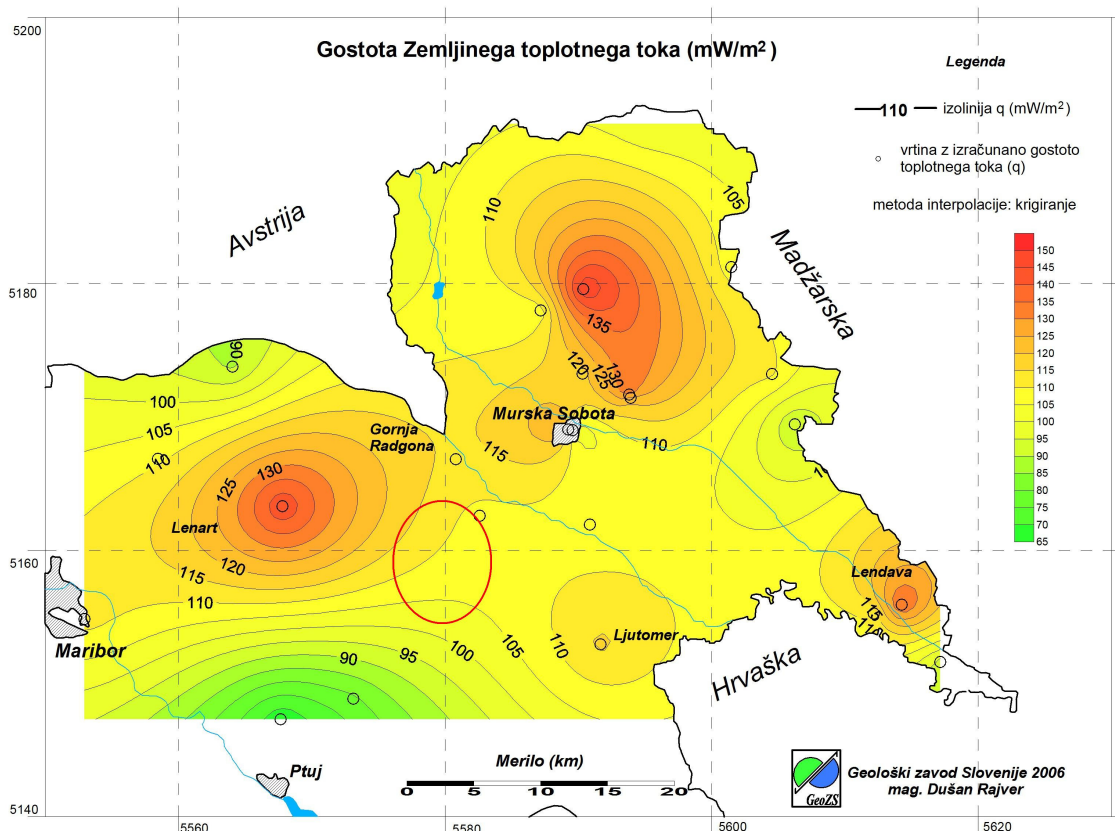 Gostota Zemljinega toplotnega toka (mW/m²)
Legenda
110 izolinija q (mW/m²)
vrtina z izračunano gostoto
toplotnega toka (q)
metoda interpolacije: krigiranje
150
145
140
135
130
125
120
115
110
105
100
95
90
85
80
75
70
65
5200
5180
5160
5140
5560
5580
5600
5620
Avstrija
Madžarska
Hrvaška
110
105
135
120
125
130
Murska Sobota
110
115
90
100
105
110
Gornja
Radgona
125
130
Lenart
120
115
110
Maribor
90
95
100
105
110
Ljutomer
Lendava
115
110
Ptuj
Merilo (km)
0 5 10 15 20
GeoZS
Geološki zavod Slovenije 2006
mag. Dušan Rajver